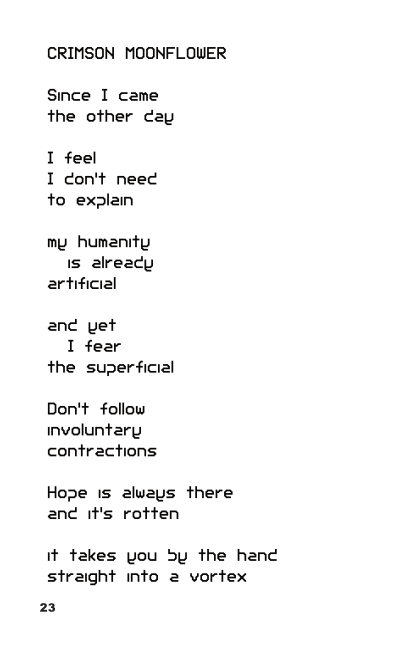 CRIMSON MOONFLOWER
Since I came
the other day
I feel
I don't need
to explain
my humanity
is already
artificial
and yet
I fear
the superficial
Don't follow
involuntary
contractions
Hope is always there
and it's rotten
it takes you by the hand
straight into a vortex
23